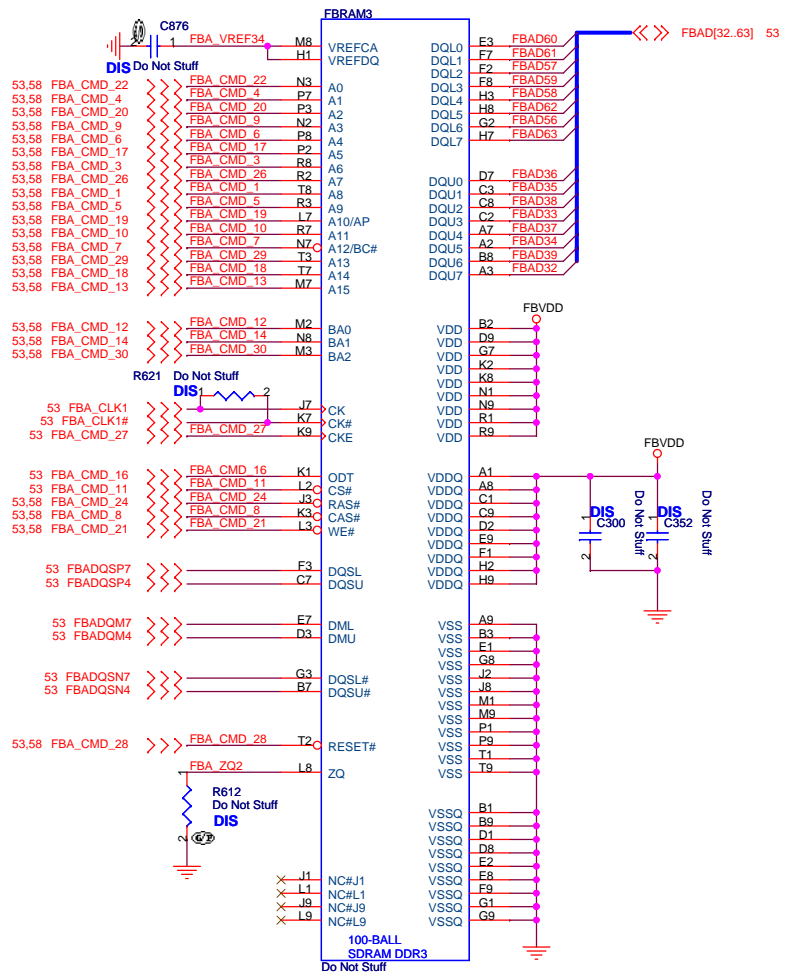 FBRAM3
C876
1 FBA_VREF34 M8 VREFCA
H1 VREFDQ
DIS Do Not Stuff
53,58 FBA_CMD_22 FBA_CMD_22 N3 A0
53,58 FBA_CMD_4 FBA_CMD_4 P7 A1
53,58 FBA_CMD_20 FBA_CMD_20 P3 A2
53,58 FBA_CMD_9 FBA_CMD_9 N2 A3
53,58 FBA_CMD_6 FBA_CMD_6 P8 A4
53,58 FBA_CMD_17 FBA_CMD_17 P2 A5
53,58 FBA_CMD_3 FBA_CMD_3 R8 A6
53,58 FBA_CMD_26 FBA_CMD_26 R2 A7
53,58 FBA_CMD_1 FBA_CMD_1 T8 A8
53,58 FBA_CMD_5 FBA_CMD_5 R3 A9
53,58 FBA_CMD_19 FBA_CMD_19 L7 A10/AP
53,58 FBA_CMD_10 FBA_CMD_10 R7 A11
53,58 FBA_CMD_7 FBA_CMD_7 N7 A12/BC#
53,58 FBA_CMD_29 FBA_CMD_29 T3 A13
53,58 FBA_CMD_18 FBA_CMD_18 T7 A14
53,58 FBA_CMD_13 FBA_CMD_13 M7 A15
53,58 FBA_CMD_12 FBA_CMD_12 M2 BA0
53,58 FBA_CMD_14 FBA_CMD_14 N8 BA1
53,58 FBA_CMD_30 FBA_CMD_30 M3 BA2
R621 Do Not Stuff
DIS 1 2
53 FBA_CLK1 J7 CK
53 FBA_CLK1# K7 CK#
53 FBA_CMD_27 FBA_CMD_27 K9 CKE
53 FBA_CMD_16 FBA_CMD_16 K1 ODT
53 FBA_CMD_11 FBA_CMD_11 L2 CS#
53,58 FBA_CMD_24 FBA_CMD_24 J3 RAS#
53,58 FBA_CMD_8 FBA_CMD_8 K3 CAS#
53,58 FBA_CMD_21 FBA_CMD_21 L3 WE#
53 FBADQSP7 F3 DQSL
53 FBADQSP4 C7 DQSU
53 FBADQM7 E7 DML
53 FBADQM4 D3 DMU
53 FBADQSN7 G3 DQSL#
53 FBADQSN4 B7 DQSU#
53,58 FBA_CMD_28 FBA_CMD_28 T2 RESET#
1 FBA_ZQ2 L8 ZQ
R612
Do Not Stuff
DIS
2
J1 NC#J1
L1 NC#L1
J9 NC#J9
L9 NC#L9
DQL0 E3 FBAD60
DQL1 F7 FBAD61
DQL2 F2 FBAD57
DQL3 F8 FBAD59
DQL4 H3 FBAD58
DQL5 H8 FBAD62
DQL6 G2 FBAD56
DQL7 H7 FBAD63
FBAD[32..63] 53
DQU0 D7 FBAD36
DQU1 C3 FBAD35
DQU2 C8 FBAD38
DQU3 C2 FBAD33
DQU4 A7 FBAD37
DQU5 A2 FBAD34
DQU6 B8 FBAD39
DQU7 A3 FBAD32
FBVDD
VDD B2
VDD D9
VDD G7
VDD K2
VDD K8
VDD N1
VDD N9
VDD R1
VDD R9
FBVDD
VDDQ A1
VDDQ A8
VDDQ C1
VDDQ C9
VDDQ D2
VDDQ E9
VDDQ F1
VDDQ H2
VDDQ H9
DIS
1 C300 2
Do Not Stuff
DIS
1 C352 2
Do Not Stuff
VSS A9
VSS B3
VSS E1
VSS G8
VSS J2
VSS J8
VSS M1
VSS M9
VSS P1
VSS P9
VSS T1
VSS T9
VSSQ B1
VSSQ B9
VSSQ D1
VSSQ D8
VSSQ E2
VSSQ E8
VSSQ F9
VSSQ G1
VSSQ G9
100-BALL
SDRAM DDR3
Do Not Stuff